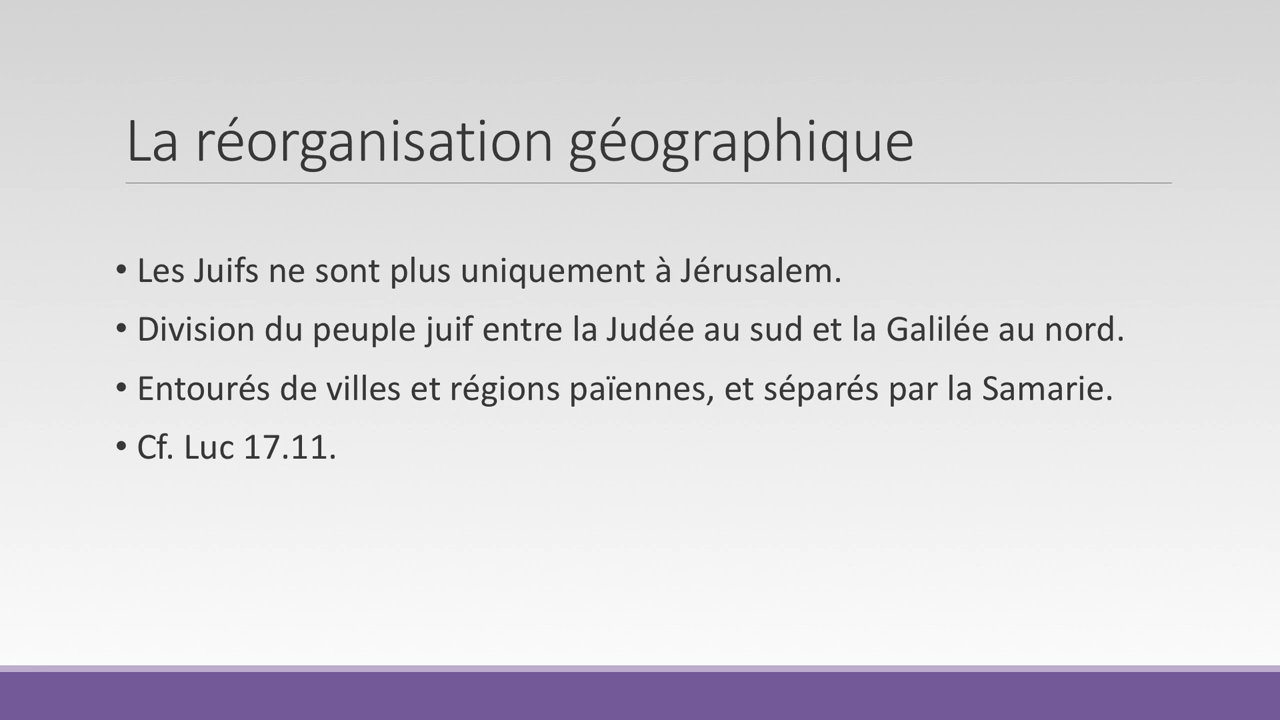 La réorganisation géographique
• Les Juifs ne sont plus uniquement à Jérusalem.
• Division du peuple juif entre la Judée au sud et la Galilée au nord.
• Entourés de villes et régions païennes, et séparés par la Samarie.
• Cf. Luc 17.11.